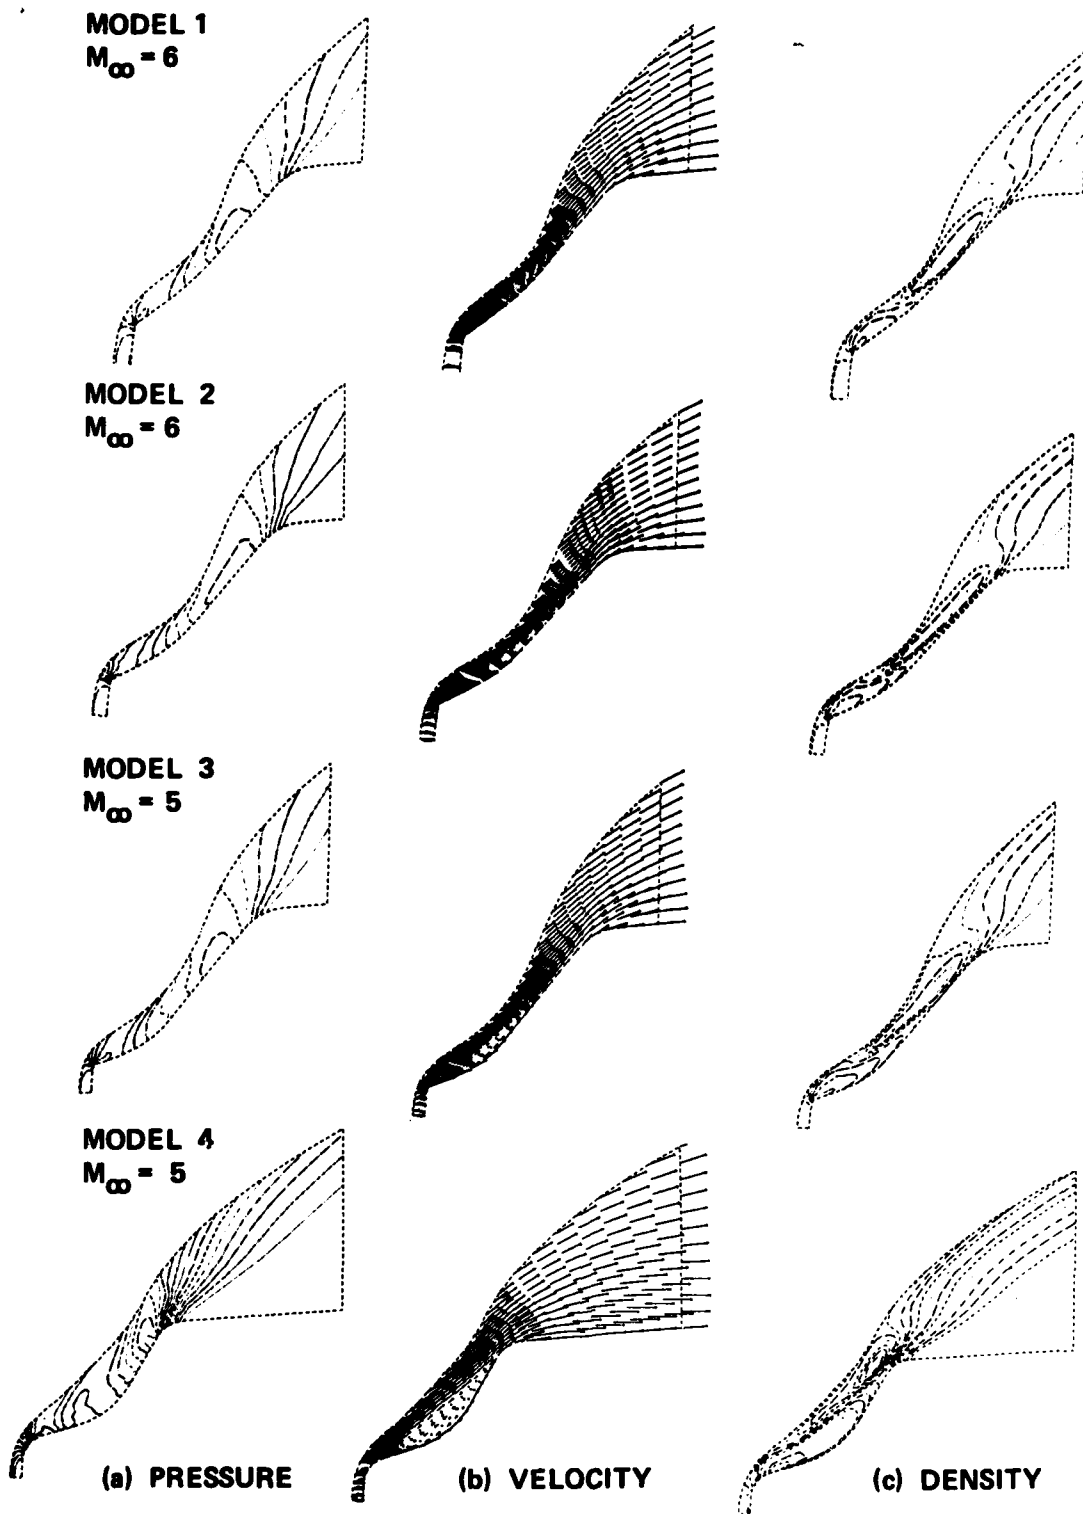 MODEL 1
M∞ = 6
MODEL 2
M∞ = 6
MODEL 3
M∞ = 5
MODEL 4
M∞ = 5
(a) PRESSURE (b) VELOCITY (c) DENSITY